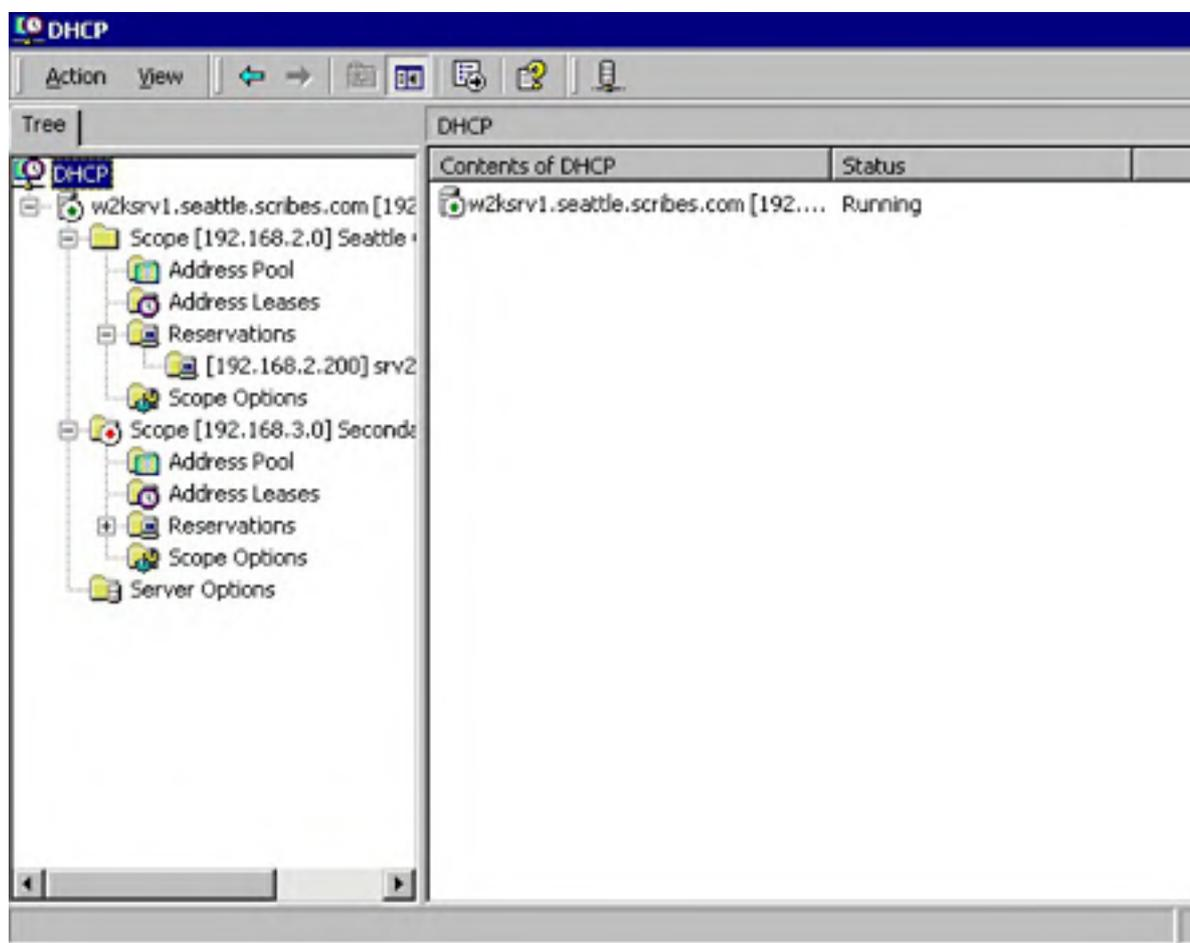 DHCP
Action View
Tree
DHCP
DHCP
Contents of DHCP Status
w2ksrv1.seattle.scribes.com [192
w2ksrv1.seattle.scribes.com [192.... Running
Scope [192.168.2.0] Seattle
Address Pool
Address Leases
Reservations
[192.168.2.200] srv2
Scope Options
Scope [192.168.3.0] Seconda
Address Pool
Address Leases
Reservations
Scope Options
Server Options